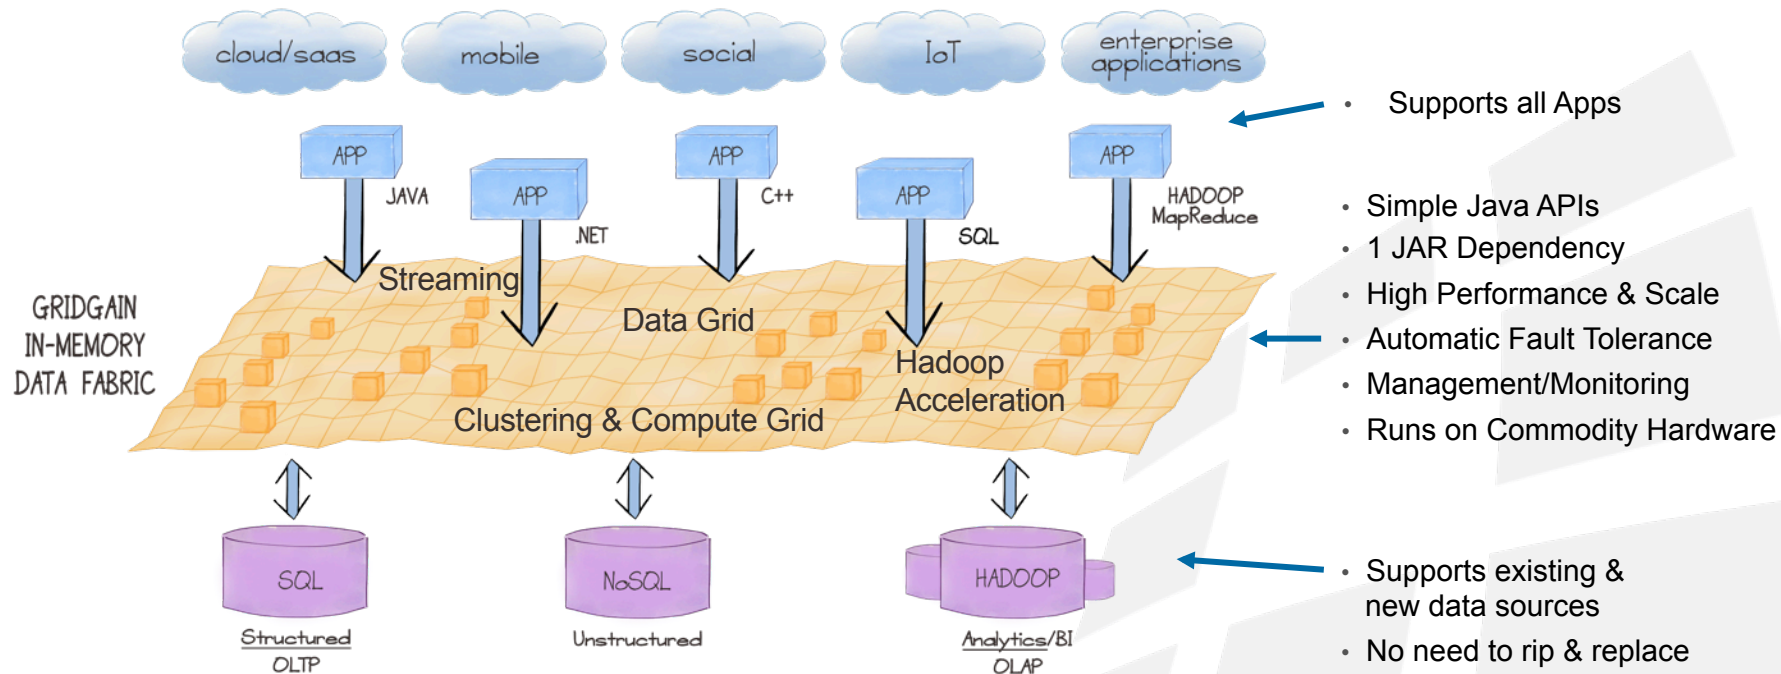 cloud/saas
mobile
social
IoT
enterprise
applications
• Supports all Apps
APP
JAVA
APP
.NET
APP
C++
APP
SQL
APP
HADOOP
MapReduce
• Simple Java APIs
• 1 JAR Dependency
• High Performance & Scale
• Automatic Fault Tolerance
• Management/Monitoring
• Runs on Commodity Hardware
GRIDGAIN
IN-MEMORY
DATA FABRIC
Streaming
Data Grid
Hadoop
Acceleration
Clustering & Compute Grid
SQL
Structured
OLTP
NoSQL
Unstructured
HADOOP
Analytics/BI
OLAP
• Supports existing &
new data sources
• No need to rip & replace